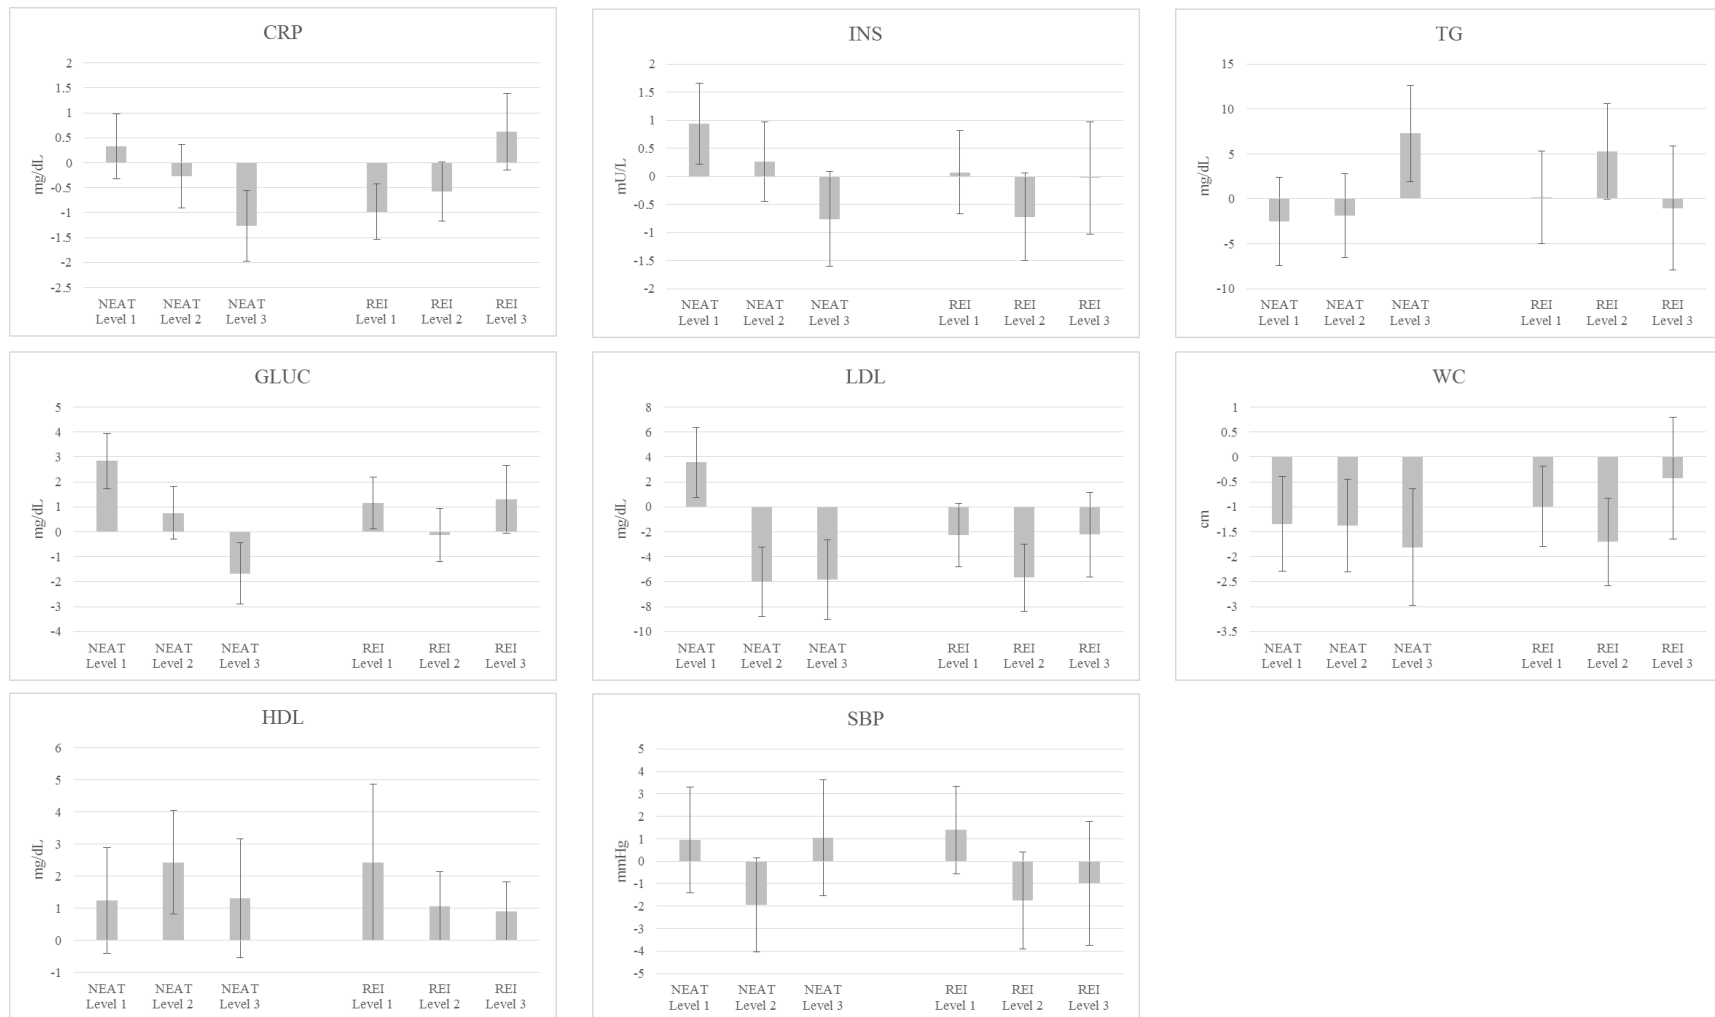 CRP
2
1.5
1
0.5
0
-0.5
-1
-1.5
-2
-2.5
mg/dL
NEAT NEAT NEAT REI REI REI
Level 1 Level 2 Level 3 Level 1 Level 2 Level 3
INS
2
1.5
1
0.5
0
-0.5
-1
-1.5
-2
mU/L
NEAT NEAT NEAT REI REI REI
Level 1 Level 2 Level 3 Level 1 Level 2 Level 3
TG
15
10
5
0
-5
-10
mg/dL
NEAT NEAT NEAT REI REI REI
Level 1 Level 2 Level 3 Level 1 Level 2 Level 3
GLUC
5
4
3
2
1
0
-1
-2
-3
-4
mg/dL
NEAT NEAT NEAT REI REI REI
Level 1 Level 2 Level 3 Level 1 Level 2 Level 3
LDL
8
6
4
2
0
-2
-4
-6
-8
-10
mg/dL
NEAT NEAT NEAT REI REI REI
Level 1 Level 2 Level 3 Level 1 Level 2 Level 3
WC
1
0.5
0
-0.5
-1
-1.5
-2
-2.5
-3
-3.5
cm
NEAT NEAT NEAT REI REI REI
Level 1 Level 2 Level 3 Level 1 Level 2 Level 3
HDL
6
5
4
3
2
1
0
-1
mg/dL
NEAT NEAT NEAT REI REI REI
Level 1 Level 2 Level 3 Level 1 Level 2 Level 3
SBP
5
4
3
2
1
0
-1
-2
-3
-4
-5
mmHg
NEAT NEAT NEAT REI REI REI
Level 1 Level 2 Level 3 Level 1 Level 2 Level 3